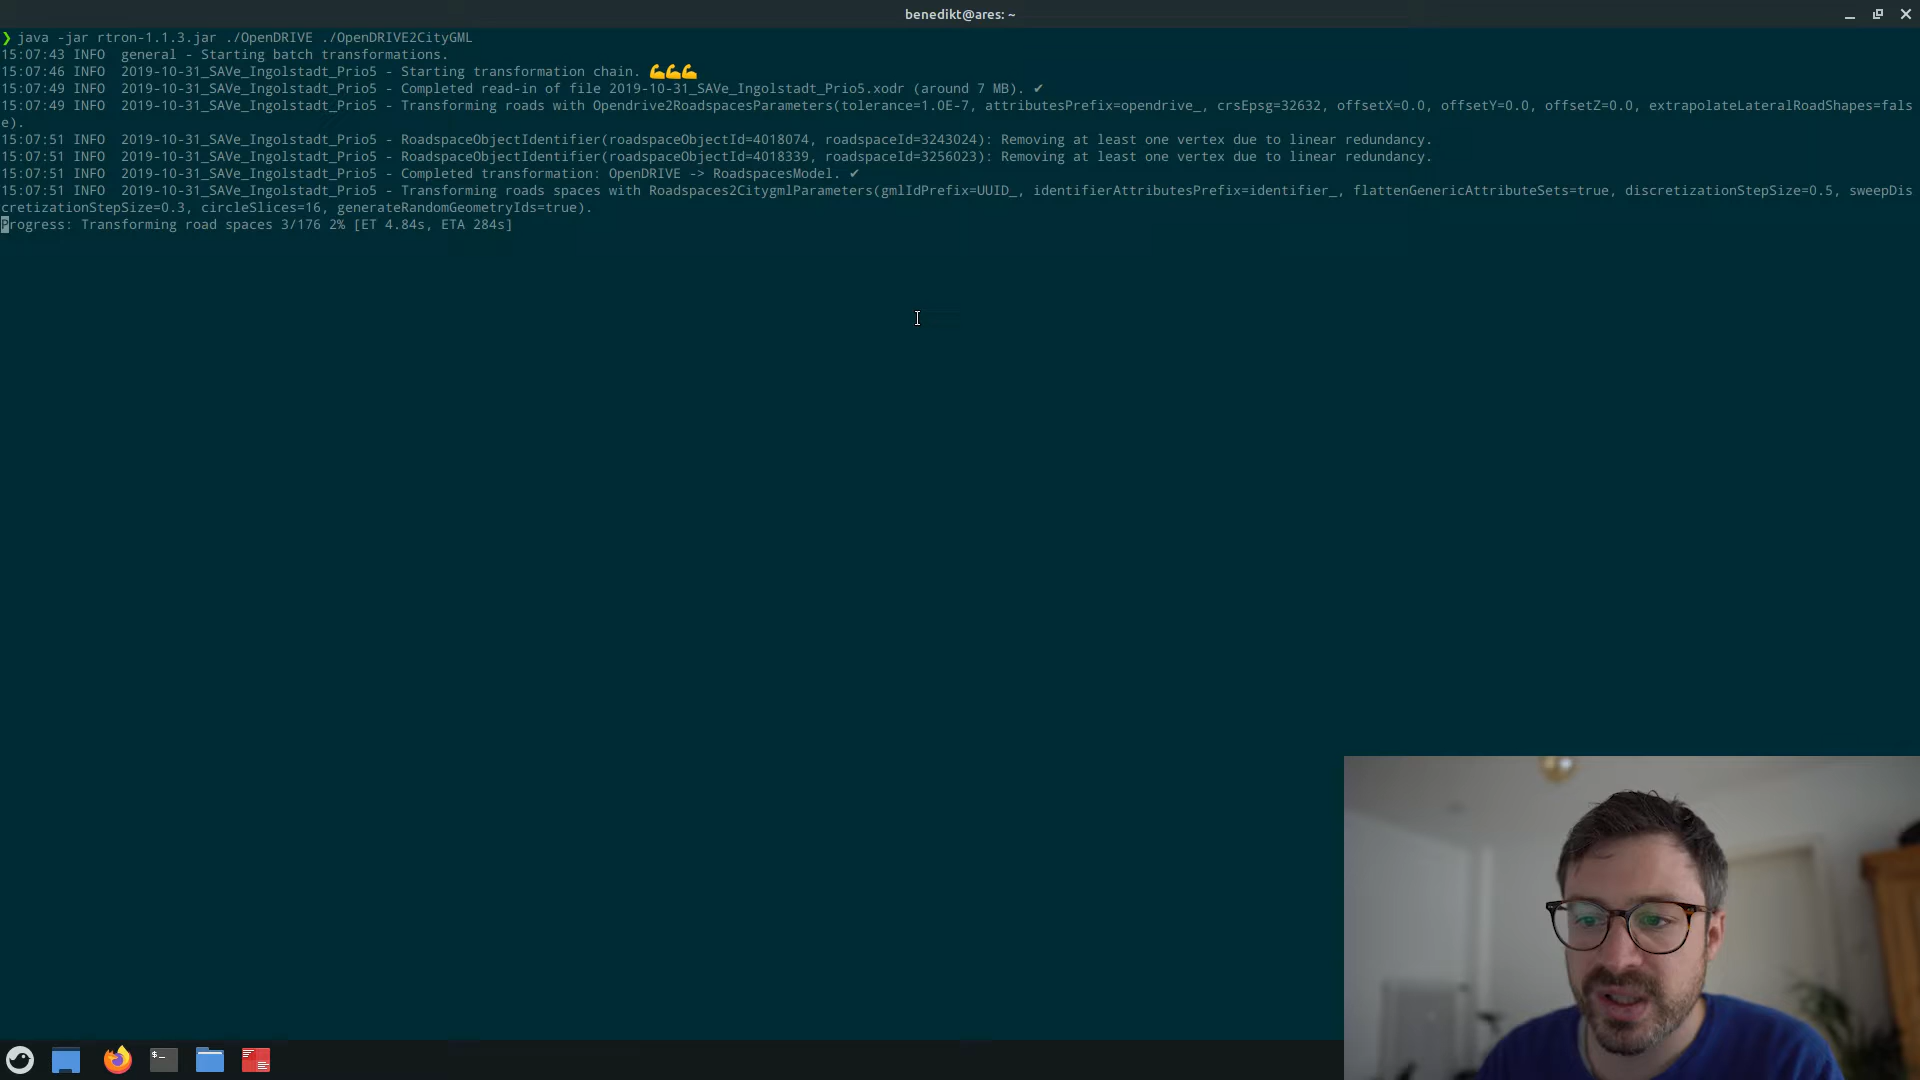 benedikt@ares: ~
❯ java -jar rtron-1.1.3.jar ./OpenDRIVE ./OpenDRIVE2CityGML
15:07:43 INFO  general - Starting batch transformations.
15:07:46 INFO  2019-10-31_SAVe_Ingolstadt_Prio5 - Starting transformation chain. 💪💪💪
15:07:49 INFO  2019-10-31_SAVe_Ingolstadt_Prio5 - Completed read-in of file 2019-10-31_SAVe_Ingolstadt_Prio5.xodr (around 7 MB). ✔
15:07:49 INFO  2019-10-31_SAVe_Ingolstadt_Prio5 - Transforming roads with Opendrive2RoadspacesParameters(tolerance=1.0E-7, attributesPrefix=opendrive_, crsEpsg=32632, offsetX=0.0, offsetY=0.0, offsetZ=0.0, extrapolateLateralRoadShapes=fals
e).
15:07:51 INFO  2019-10-31_SAVe_Ingolstadt_Prio5 - RoadspaceObjectIdentifier(roadspaceObjectId=4018074, roadspaceId=3243024): Removing at least one vertex due to linear redundancy.
15:07:51 INFO  2019-10-31_SAVe_Ingolstadt_Prio5 - RoadspaceObjectIdentifier(roadspaceObjectId=4018339, roadspaceId=3256023): Removing at least one vertex due to linear redundancy.
15:07:51 INFO  2019-10-31_SAVe_Ingolstadt_Prio5 - Completed transformation: OpenDRIVE -> RoadspacesModel. ✔
15:07:51 INFO  2019-10-31_SAVe_Ingolstadt_Prio5 - Transforming roads spaces with Roadspaces2CitygmlParameters(gmlIdPrefix=UUID_, identifierAttributesPrefix=identifier_, flattenGenericAttributeSets=true, discretizationStepSize=0.5, sweepDis
cretizationStepSize=0.3, circleSlices=16, generateRandomGeometryIds=true).
Progress: Transforming road spaces 3/176 2% [ET 4.84s, ETA 284s]